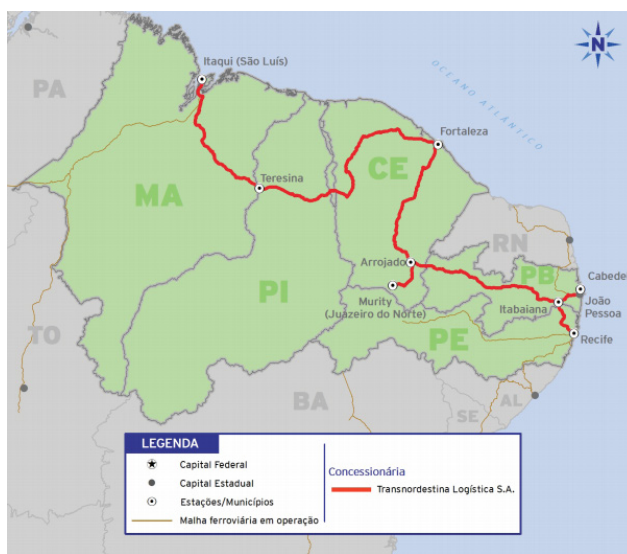 N
OCEANO ATLÂNTICO
Itaqui (São Luís)
PA
Fortaleza
CE
Teresina
MA
RN
Arrojado
PB
Cabede
PI
Murity
(Juazeiro do Norte)
Itabaiana
João
Pessoa
TO
PE
Recife
AL
SE
BA
LEGENDA
Capital Federal
Capital Estadual
Estações/Municípios
Malha ferroviária em operação
Concessionária
Transnordestina Logística S.A.